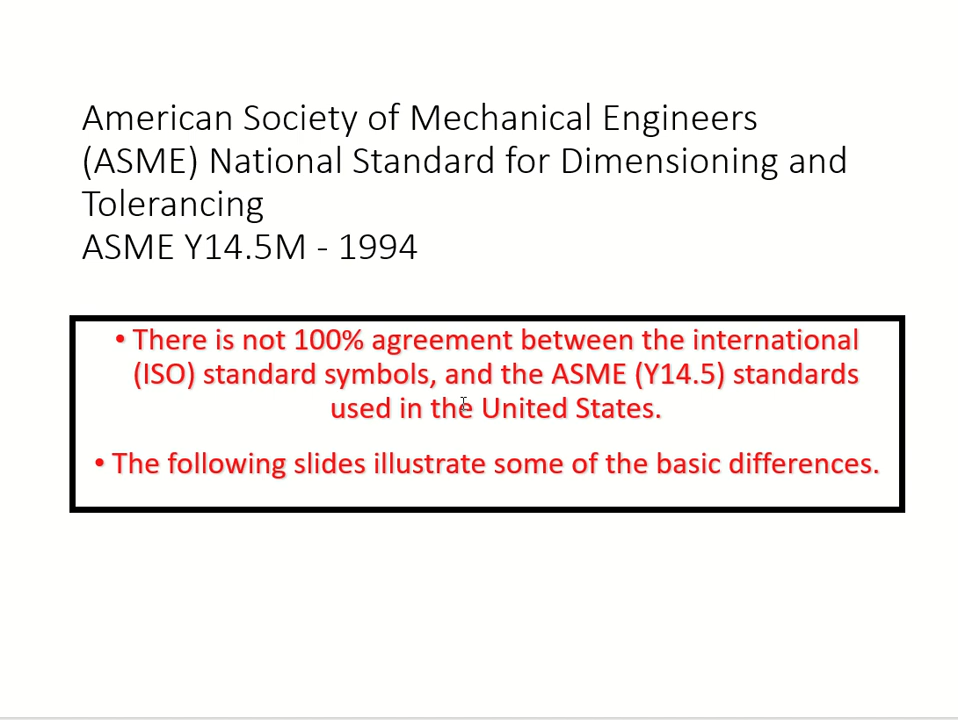 American Society of Mechanical Engineers
(ASME) National Standard for Dimensioning and
Tolerancing
ASME Y14.5M - 1994
• There is not 100% agreement between the international
(ISO) standard symbols, and the ASME (Y14.5) standards
used in the United States.
• The following slides illustrate some of the basic differences.